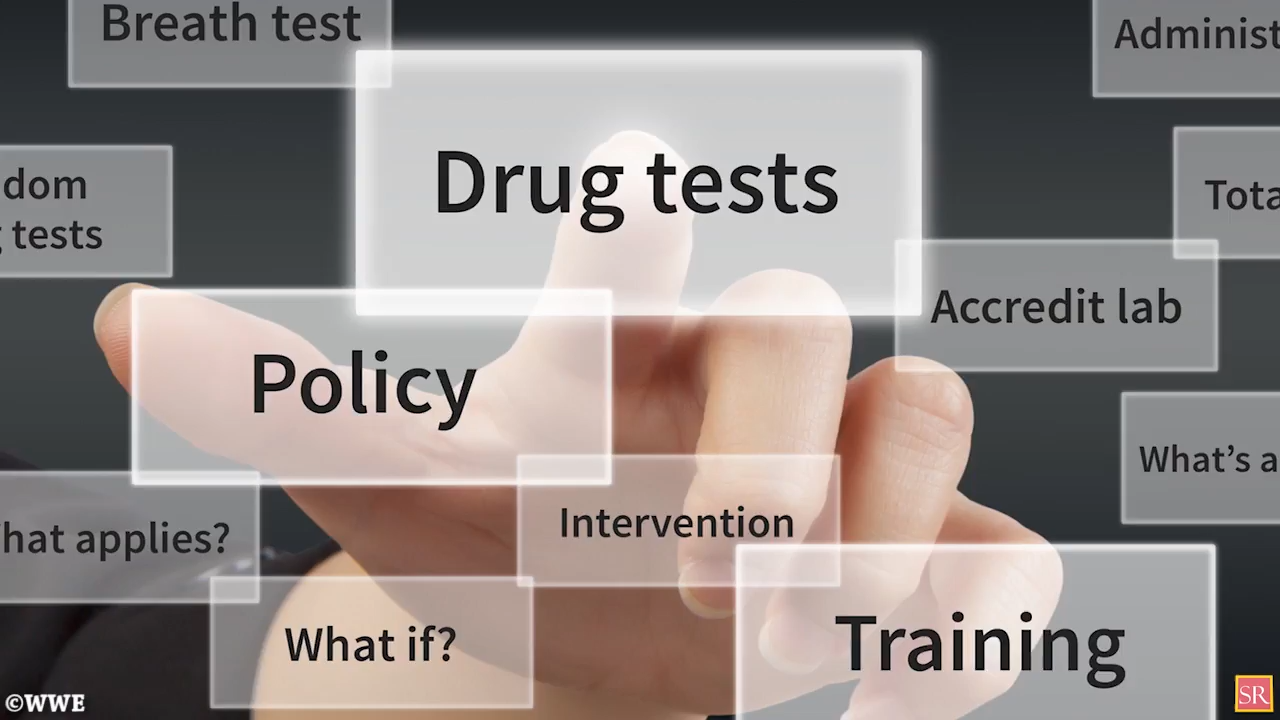 Breath test
Administ
Drug tests
dom
tests
Tota
Accredit lab
Policy
What's a
hat applies?
Intervention
What if?
Training
©WWE
SR